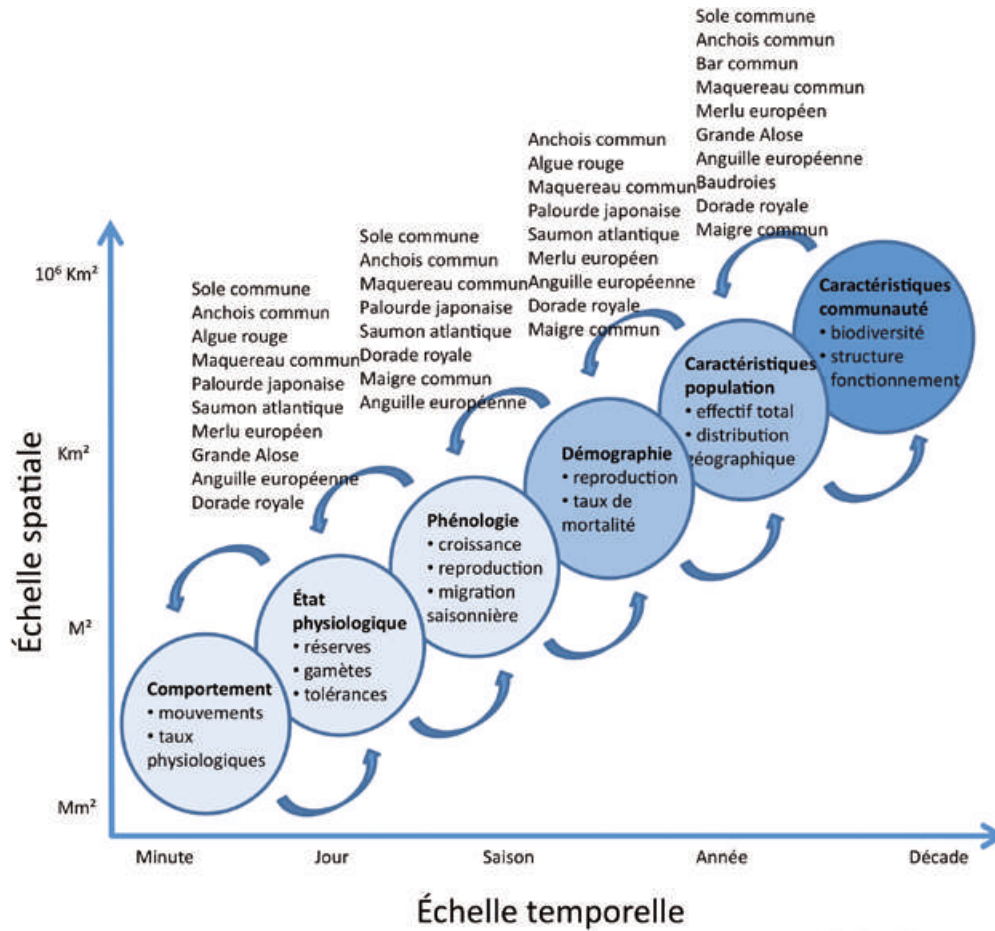 Sole commune
Anchois commun
Bar commun
Maquereau commun
Merlu européen
Grande Alose
Anguille européenne
Baudroies
Dorade royale
Maigre commun
Anchois commun
Algue rouge
Maquereau commun
Palourde japonaise
Saumon atlantique
Merlu européen
Anguille européenne
Dorade royale
Maigre commun
Sole commune
Anchois commun
Maquereau commun
Palourde japonaise
Saumon atlantique
Dorade royale
Maigre commun
Anguille européenne
Sole commune
Anchois commun
Algue rouge
Maquereau commun
Palourde japonaise
Saumon atlantique
Merlu européen
Grande Alose
Anguille européenne
Dorade royale
Échelle spatiale
10⁶ Km²
Km²
M²
Mm²
Caractéristiques
communauté
• biodiversité
• structure
fonctionnement
Caractéristiques
population
• effectif total
• distribution
géographique
Démographie
• reproduction
• taux de
mortalité
Phénologie
• croissance
• reproduction
• migration
saisonnière
État
physiologique
• réserves
• gamètes
• tolérances
Comportement
• mouvements
• taux
physiologiques
Minute
Jour
Saison
Année
Décade
Échelle temporelle